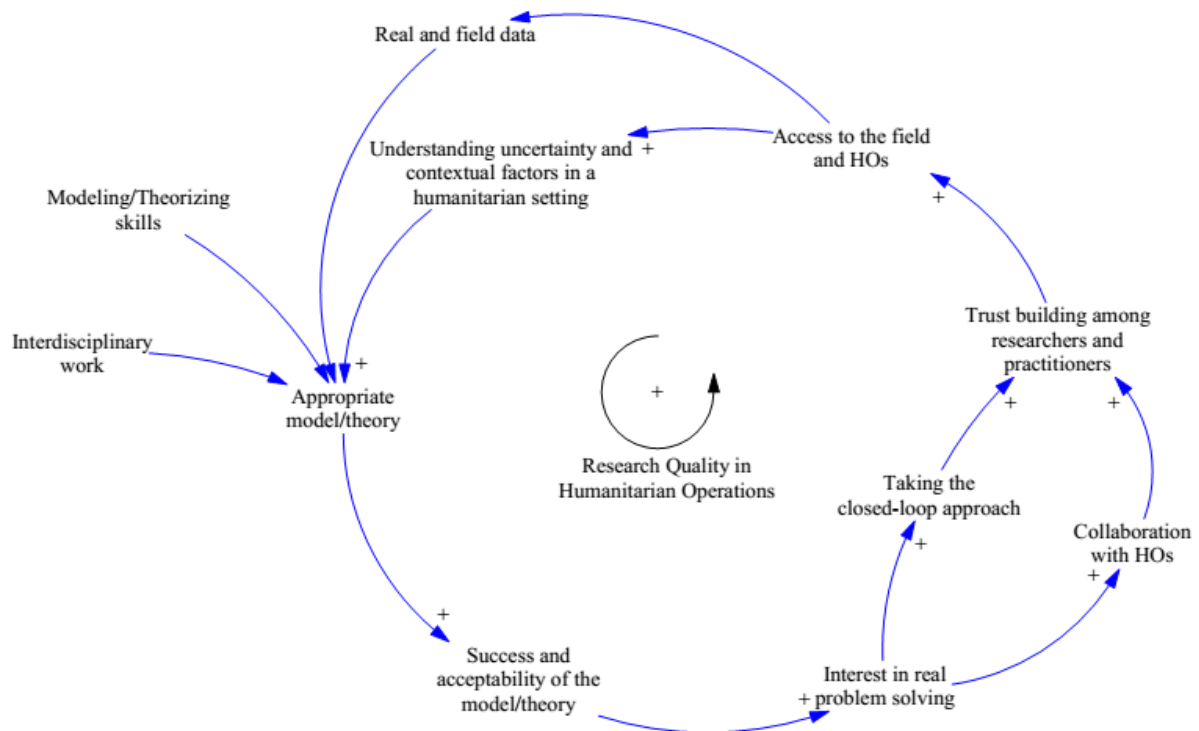 Real and field data
Access to the field
and HOs
+
Understanding uncertainty and
contextual factors in a
humanitarian setting
Modeling/Theorizing
skills
+
Trust building among
researchers and
practitioners
Interdisciplinary
work
+
Appropriate
model/theory
+
Research Quality in
Humanitarian Operations
+
+
Taking the
closed-loop approach
+
Collaboration
with HOs
+
+
Success and
acceptability of the
model/theory
Interest in real
+ problem solving